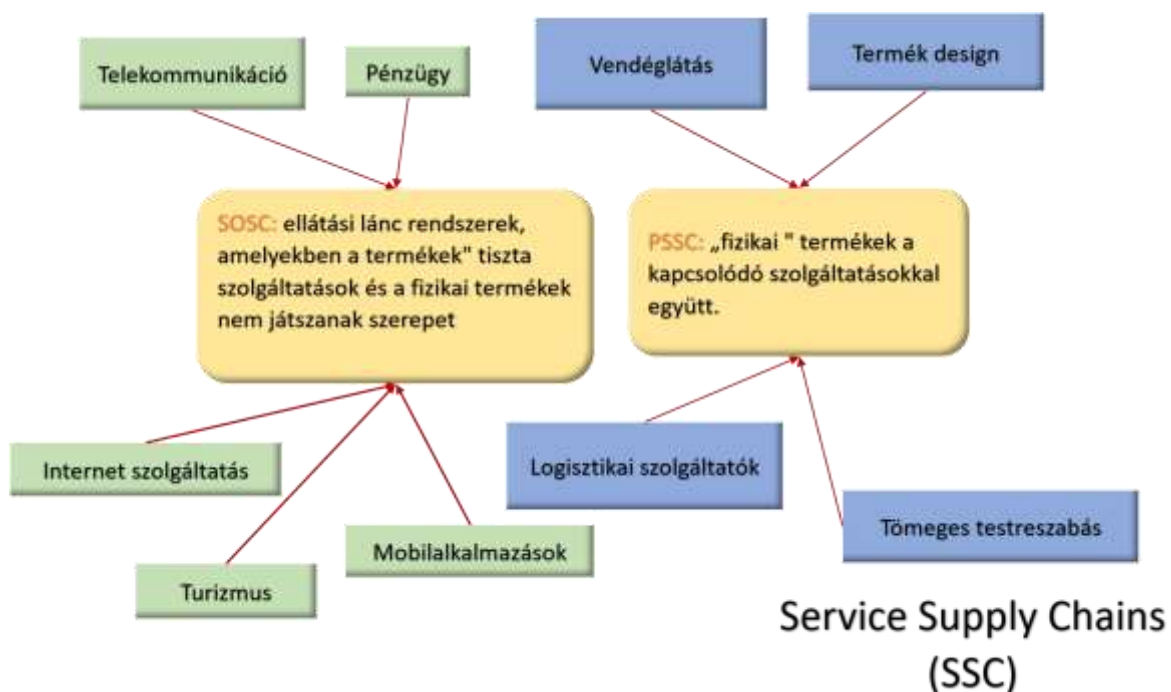 Telekommunikáció
Pénzügy
Vendéglátás
Termék design
SOSC: ellátási lánc rendszerek,
amelyekben a termékek" tiszta
szolgáltatások és a fizikai termékek
nem játszanak szerepet
PSSC: „fizikai " termékek a
kapcsolódó szolgáltatásokkal
együtt.
Internet szolgáltatás
Logisztikai szolgáltatók
Mobilalkalmazások
Tömeges testreszabás
Turizmus
Service Supply Chains
(SSC)